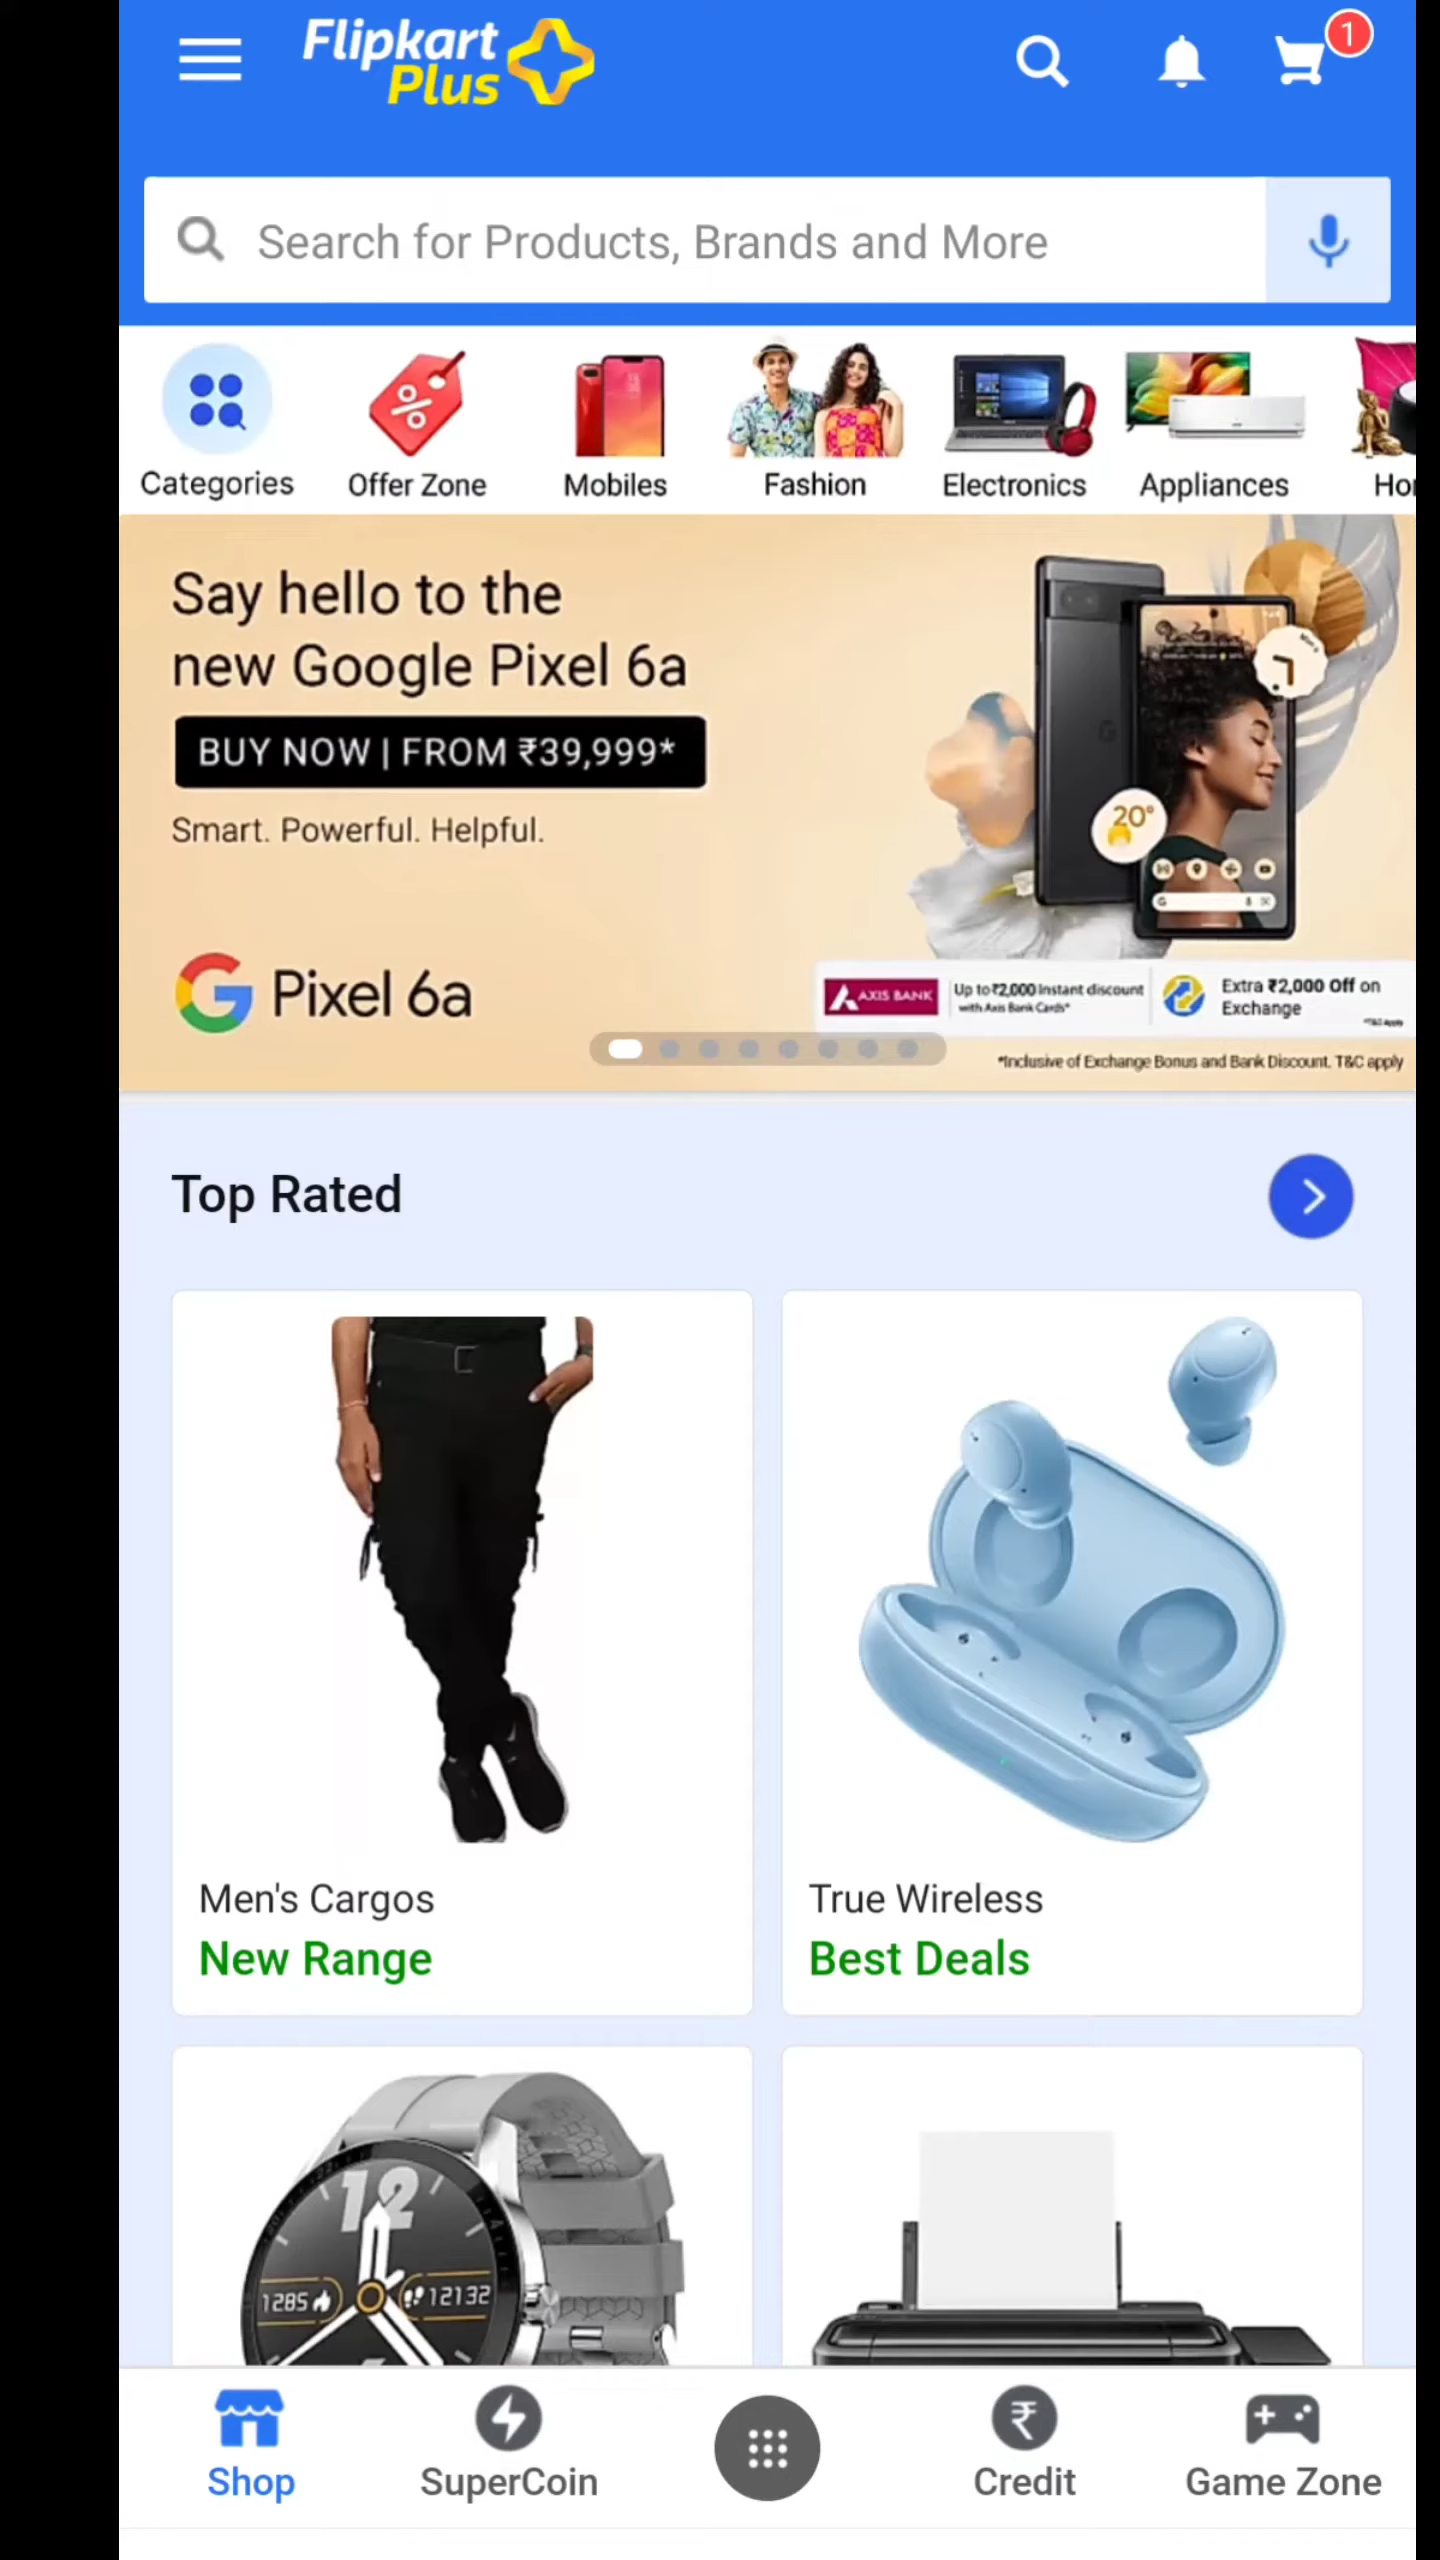 Flipkart
Plus
1
Search for Products, Brands and More
Categories
Offer Zone
Mobiles
Fashion
Electronics
Appliances
Say hello to the
new Google Pixel 6a
BUY NOW | FROM ₹39,999*
Smart. Powerful. Helpful.
20°
G
Pixel 6a
AXIS BANK
Up to ₹2,000 Instant discount
with Axis Bank Cards*
Extra ₹2,000 Off on
Exchange
*T&C Apply
*Inclusive of Exchange Bonus and Bank Discount. T&C apply
Top Rated
Men's Cargos
New Range
True Wireless
Best Deals
12
1285
12132
Shop
SuperCoin
Credit
Game Zone